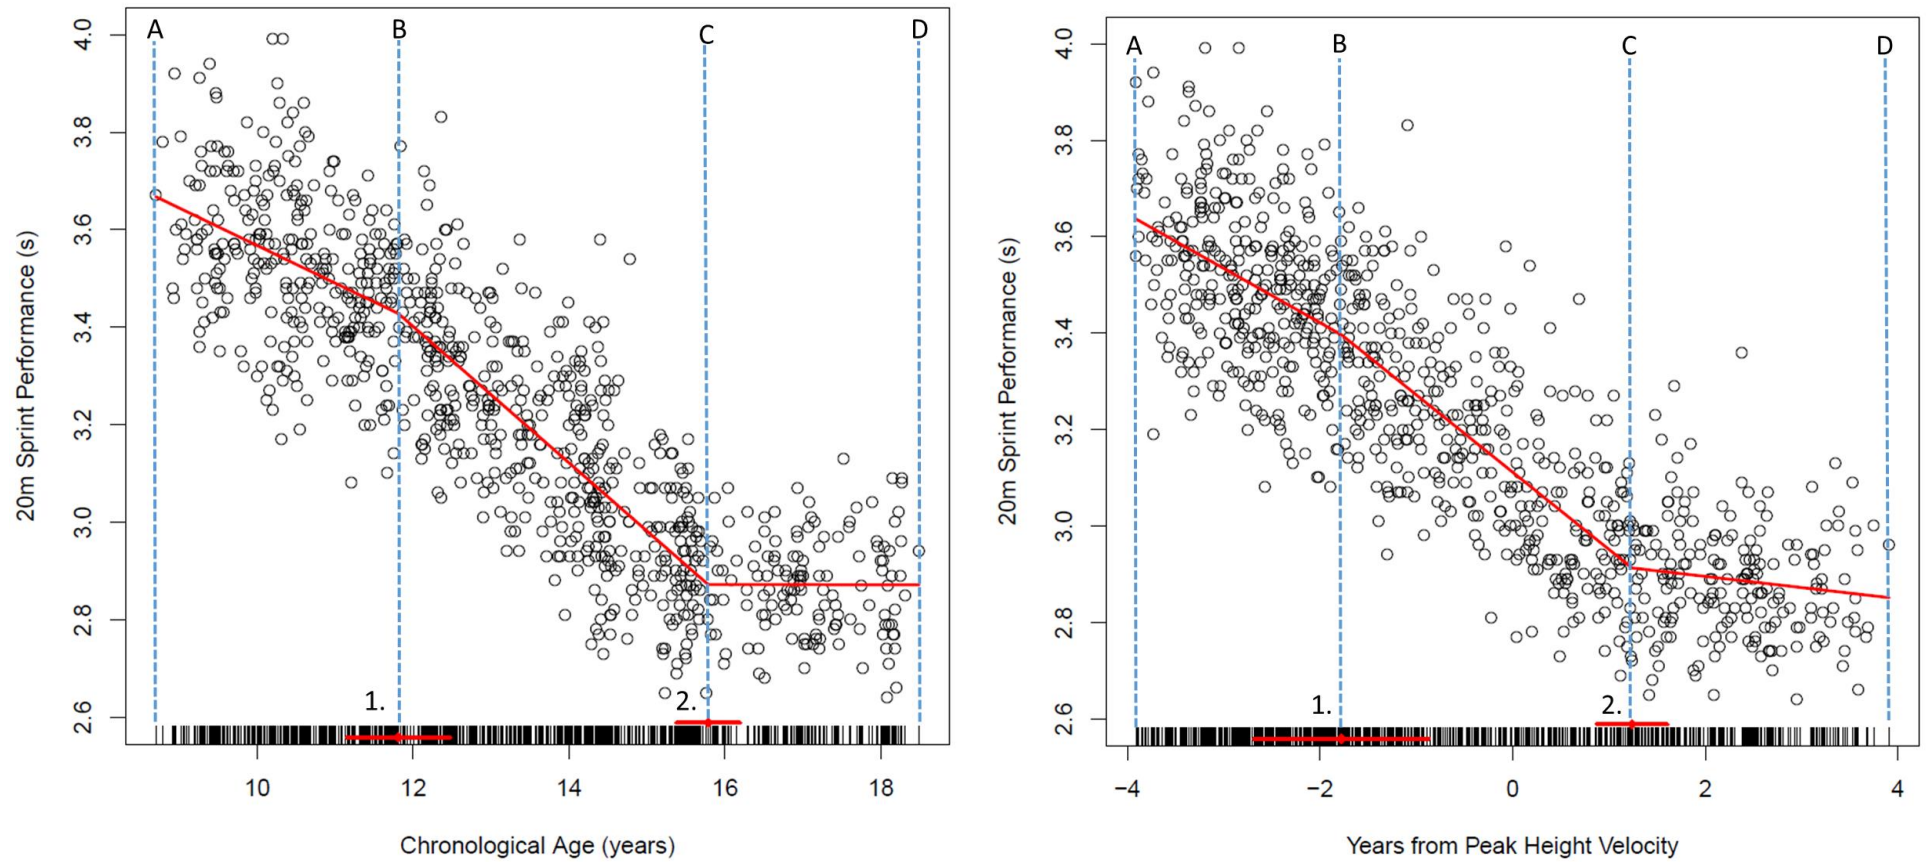 A B C D
4.0
3.8
3.6
3.4
3.2
3.0
2.8
2.6
20m Sprint Performance (s)
1. 2.
10 12 14 16 18
Chronological Age (years)
A B C D
4.0
3.8
3.6
3.4
3.2
3.0
2.8
2.6
20m Sprint Performance (s)
1. 2.
−4 −2 0 2 4
Years from Peak Height Velocity